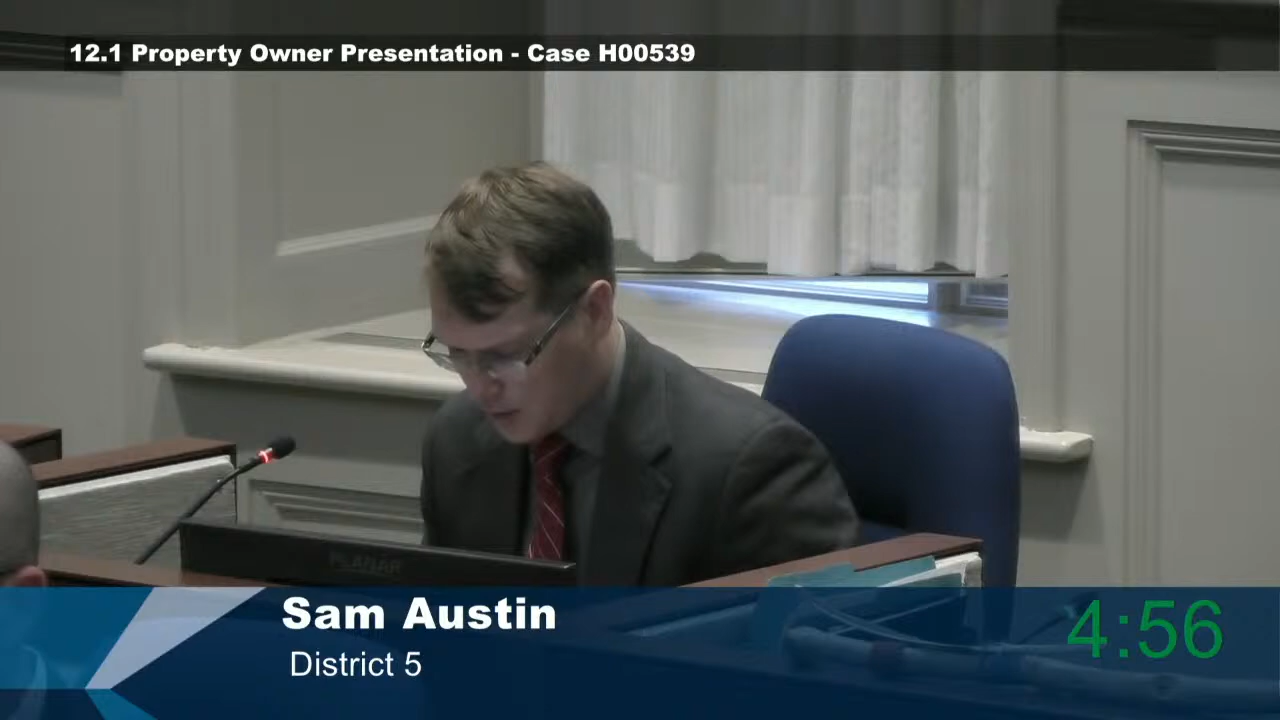 12.1 Property Owner Presentation - Case H00539
PLANAR
Sam Austin
District 5
4:56